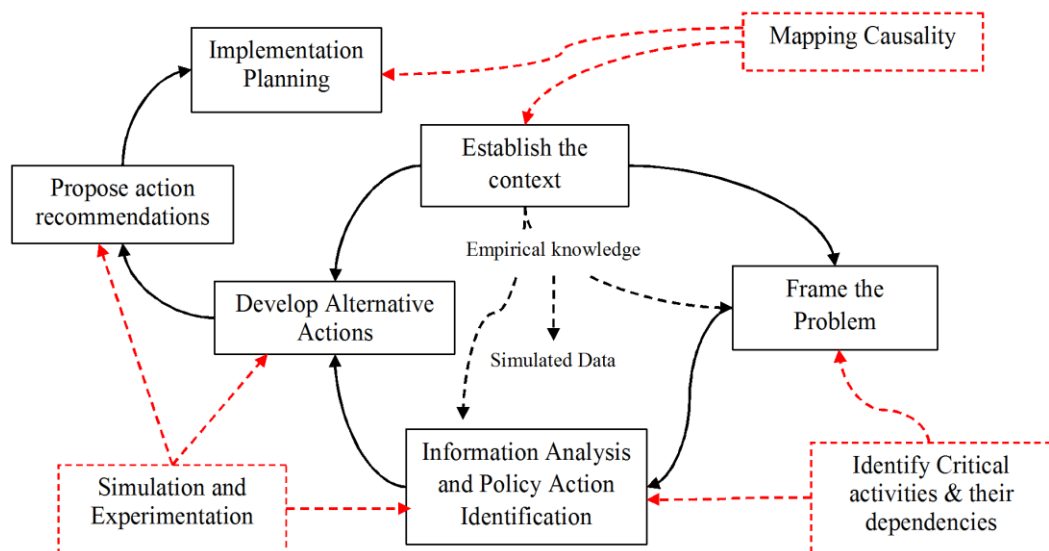 Implementation
Planning
Mapping Causality
Establish the
context
Propose action
recommendations
Empirical knowledge
Develop Alternative
Actions
Frame the
Problem
Simulated Data
Information Analysis
and Policy Action
Identification
Simulation and
Experimentation
Identify Critical
activities & their
dependencies